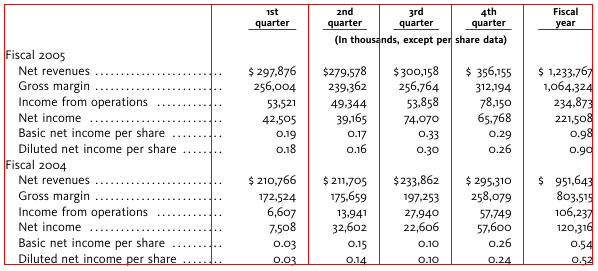 1st 2nd 3rd 4th Fiscal
quarter quarter quarter quarter year
(In thousands, except per share data)
Fiscal 2005
Net revenues .......................... $ 297,876 $279,578 $300,158 $ 356,155 $ 1,233,767
Gross margin .......................... 256,004 239,362 256,764 312,194 1,064,324
Income from operations .............. 53,521 49,344 53,858 78,150 234,873
Net income ............................ 42,505 39,165 74,070 65,768 221,508
Basic net income per share .......... 0.19 0.17 0.33 0.29 0.98
Diluted net income per share ........ 0.18 0.16 0.30 0.26 0.90
Fiscal 2004
Net revenues .......................... $ 210,766 $ 211,705 $233,862 $ 295,310 $ 951,643
Gross margin .......................... 172,524 175,659 197,253 258,079 803,515
Income from operations .............. 6,607 13,941 27,940 57,749 106,237
Net income ............................ 7,508 32,602 22,606 57,600 120,316
Basic net income per share .......... 0.03 0.15 0.10 0.26 0.54
Diluted net income per share ........ 0.03 0.14 0.10 0.24 0.52